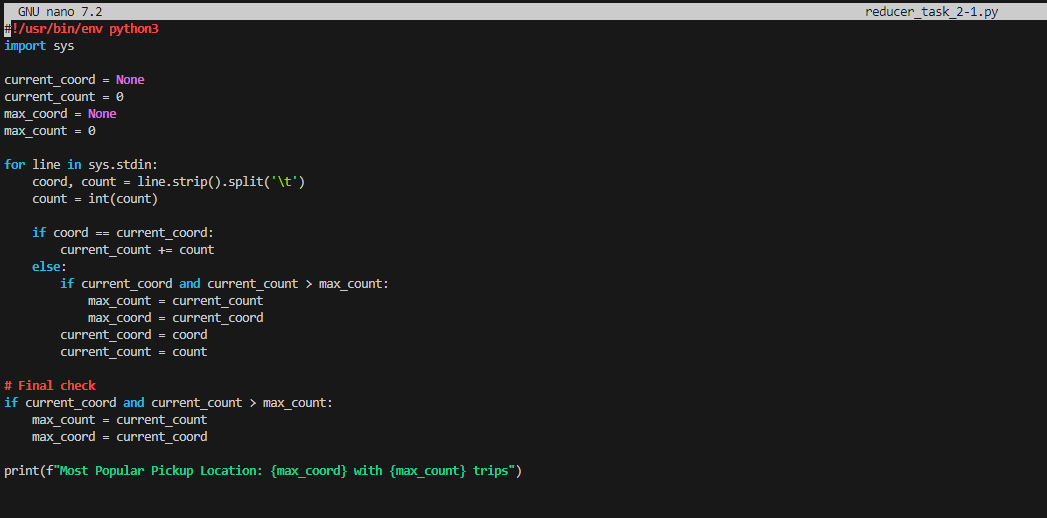 GNU nano 7.2 reducer_task_2-1.py
#!/usr/bin/env python3
import sys

current_coord = None
current_count = 0
max_coord = None
max_count = 0

for line in sys.stdin:
    coord, count = line.strip().split('\t')
    count = int(count)

    if coord == current_coord:
        current_count += count
    else:
        if current_coord and current_count > max_count:
            max_count = current_count
            max_coord = current_coord
        current_coord = coord
        current_count = count

# Final check
if current_coord and current_count > max_count:
    max_count = current_count
    max_coord = current_coord

print(f"Most Popular Pickup Location: {max_coord} with {max_count} trips")